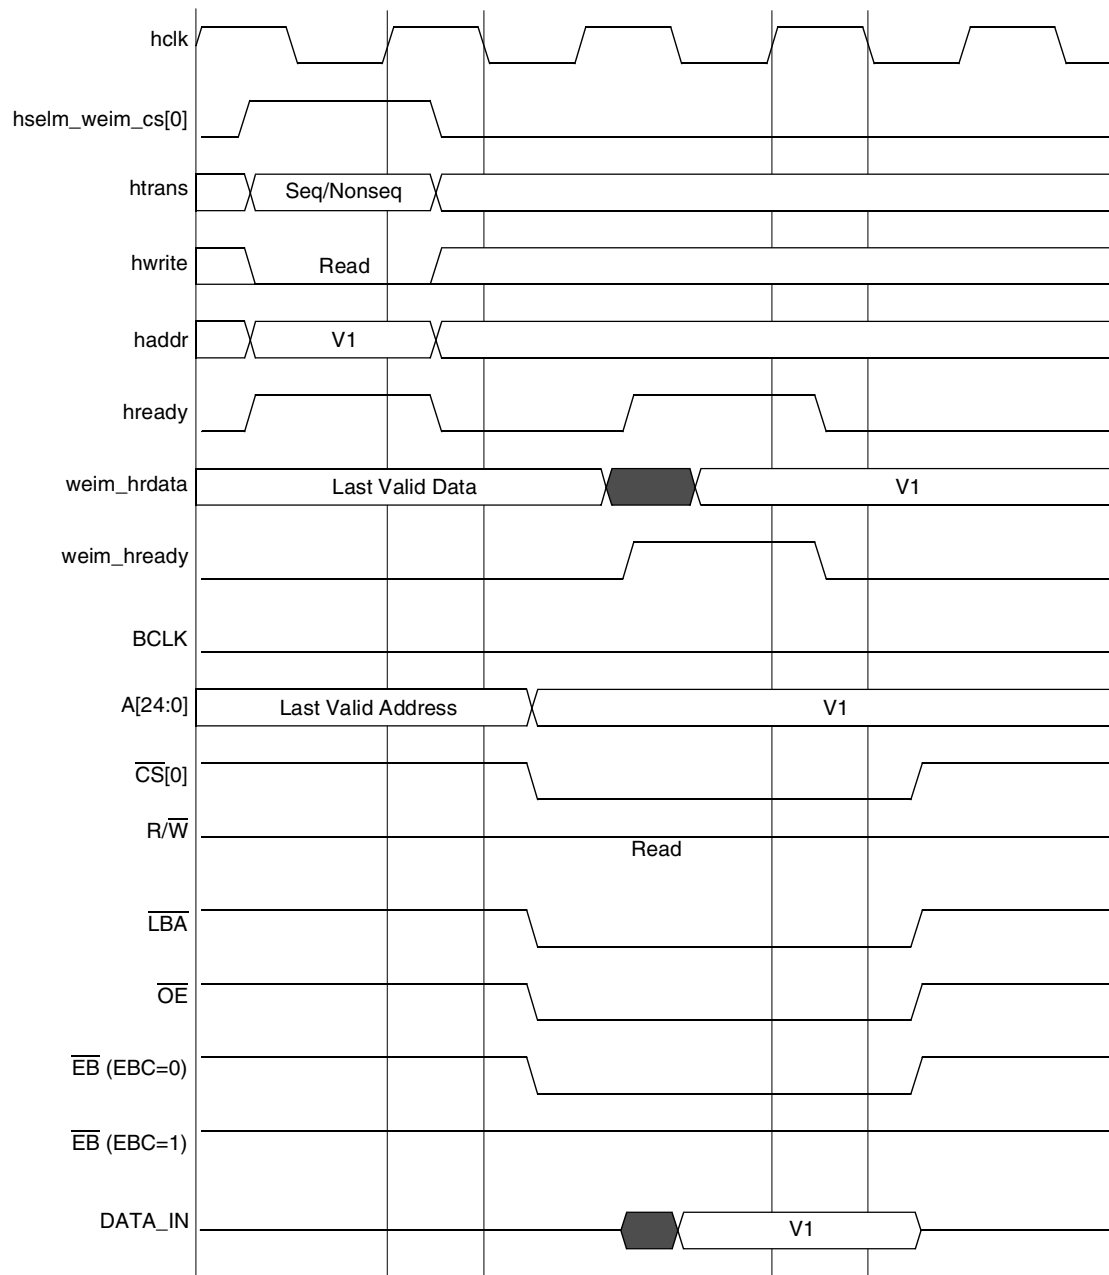 hclk
hselm_weim_cs[0]
htrans Seq/Nonseq
hwrite Read
haddr V1
hready
weim_hrdata Last Valid Data V1
weim_hready
BCLK
A[24:0] Last Valid Address V1
CS[0]
R/W
Read
LBA
OE
EB (EBC=0)
EB (EBC=1)
DATA_IN V1